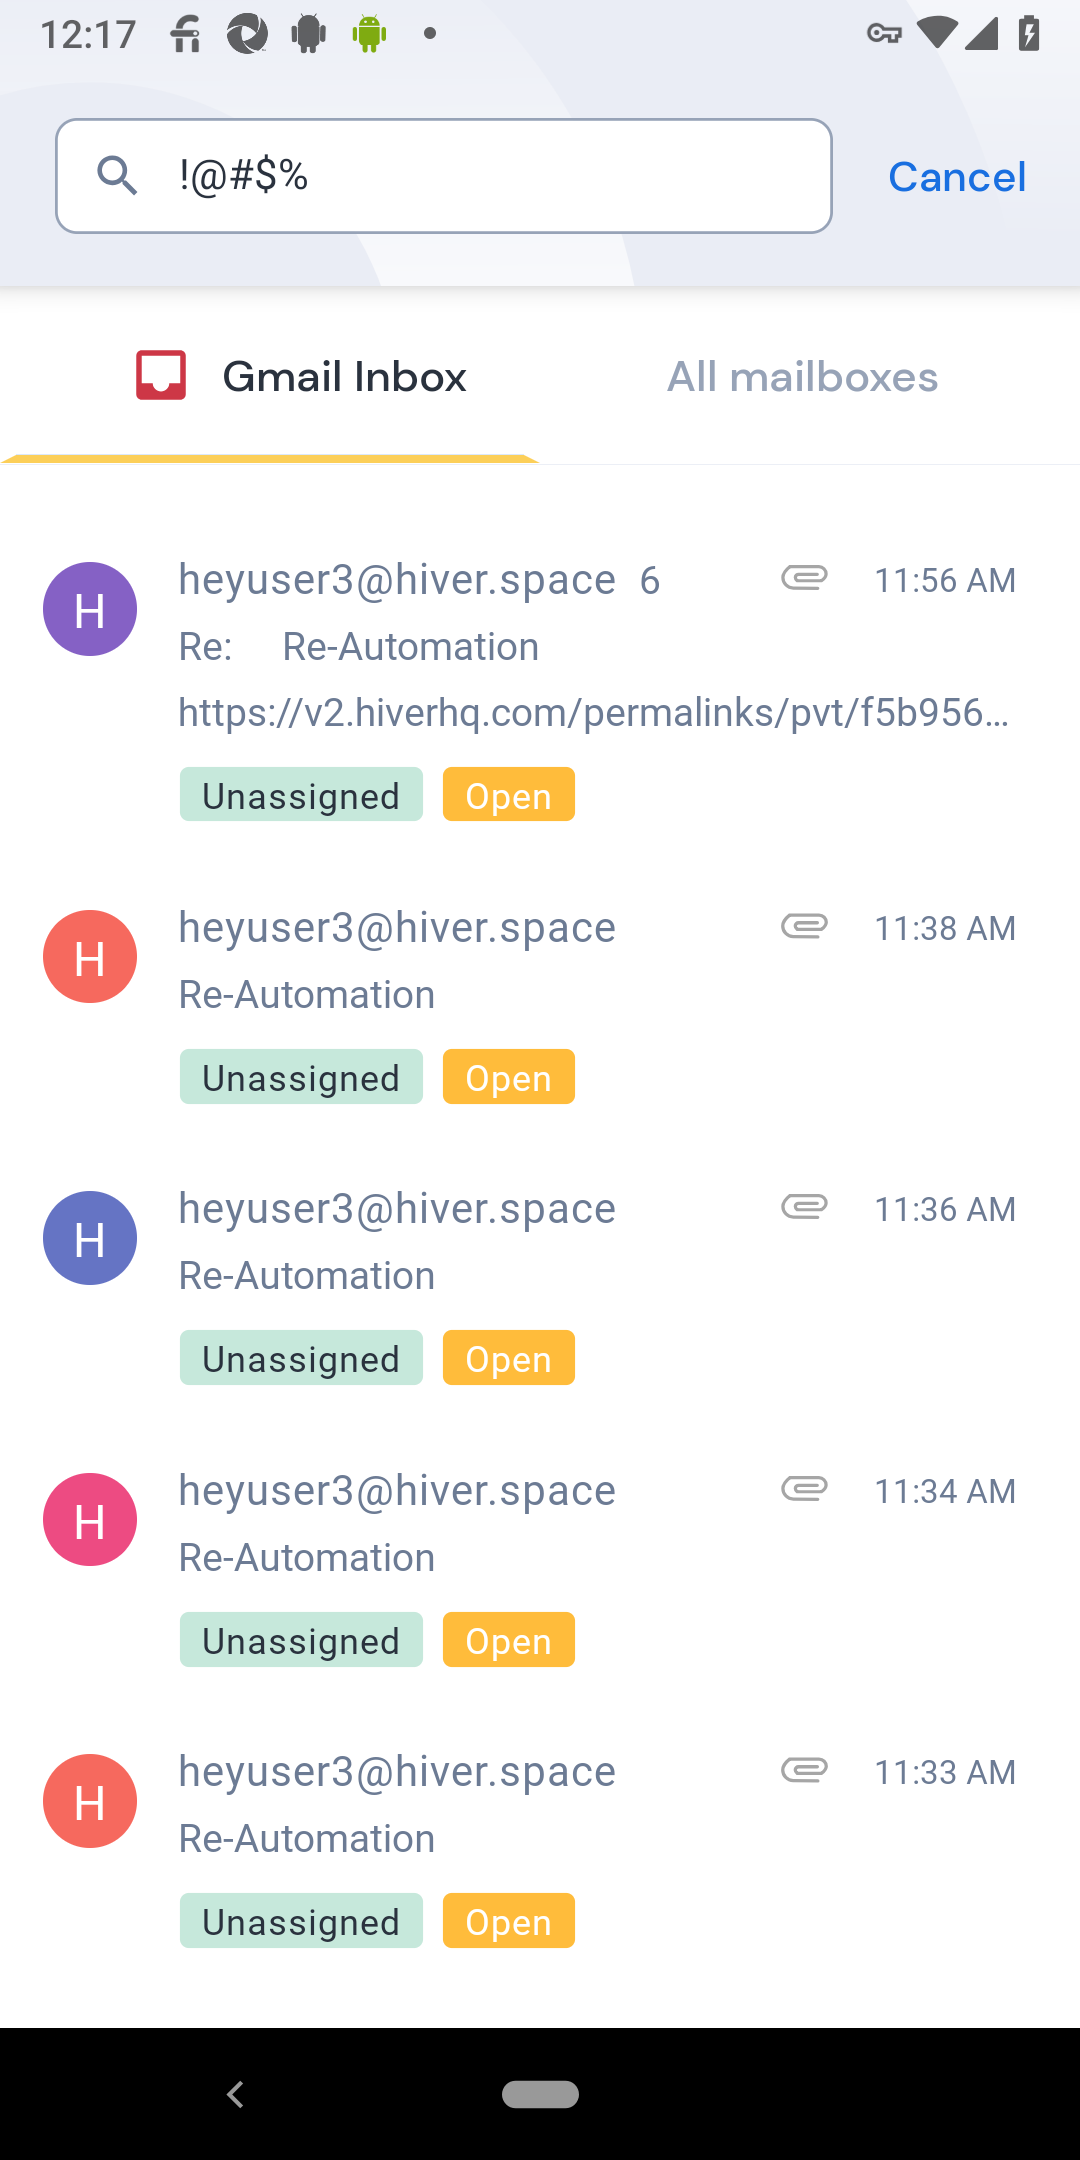 12:17
!@#$%
Cancel
Gmail Inbox
All mailboxes
H
heyuser3@hiver.space 6
11:56 AM
Re: Re-Automation
https://v2.hiverhq.com/permalinks/pvt/f5b956...
Unassigned
Open
H
heyuser3@hiver.space
11:38 AM
Re-Automation
Unassigned
Open
H
heyuser3@hiver.space
11:36 AM
Re-Automation
Unassigned
Open
H
heyuser3@hiver.space
11:34 AM
Re-Automation
Unassigned
Open
H
heyuser3@hiver.space
11:33 AM
Re-Automation
Unassigned
Open